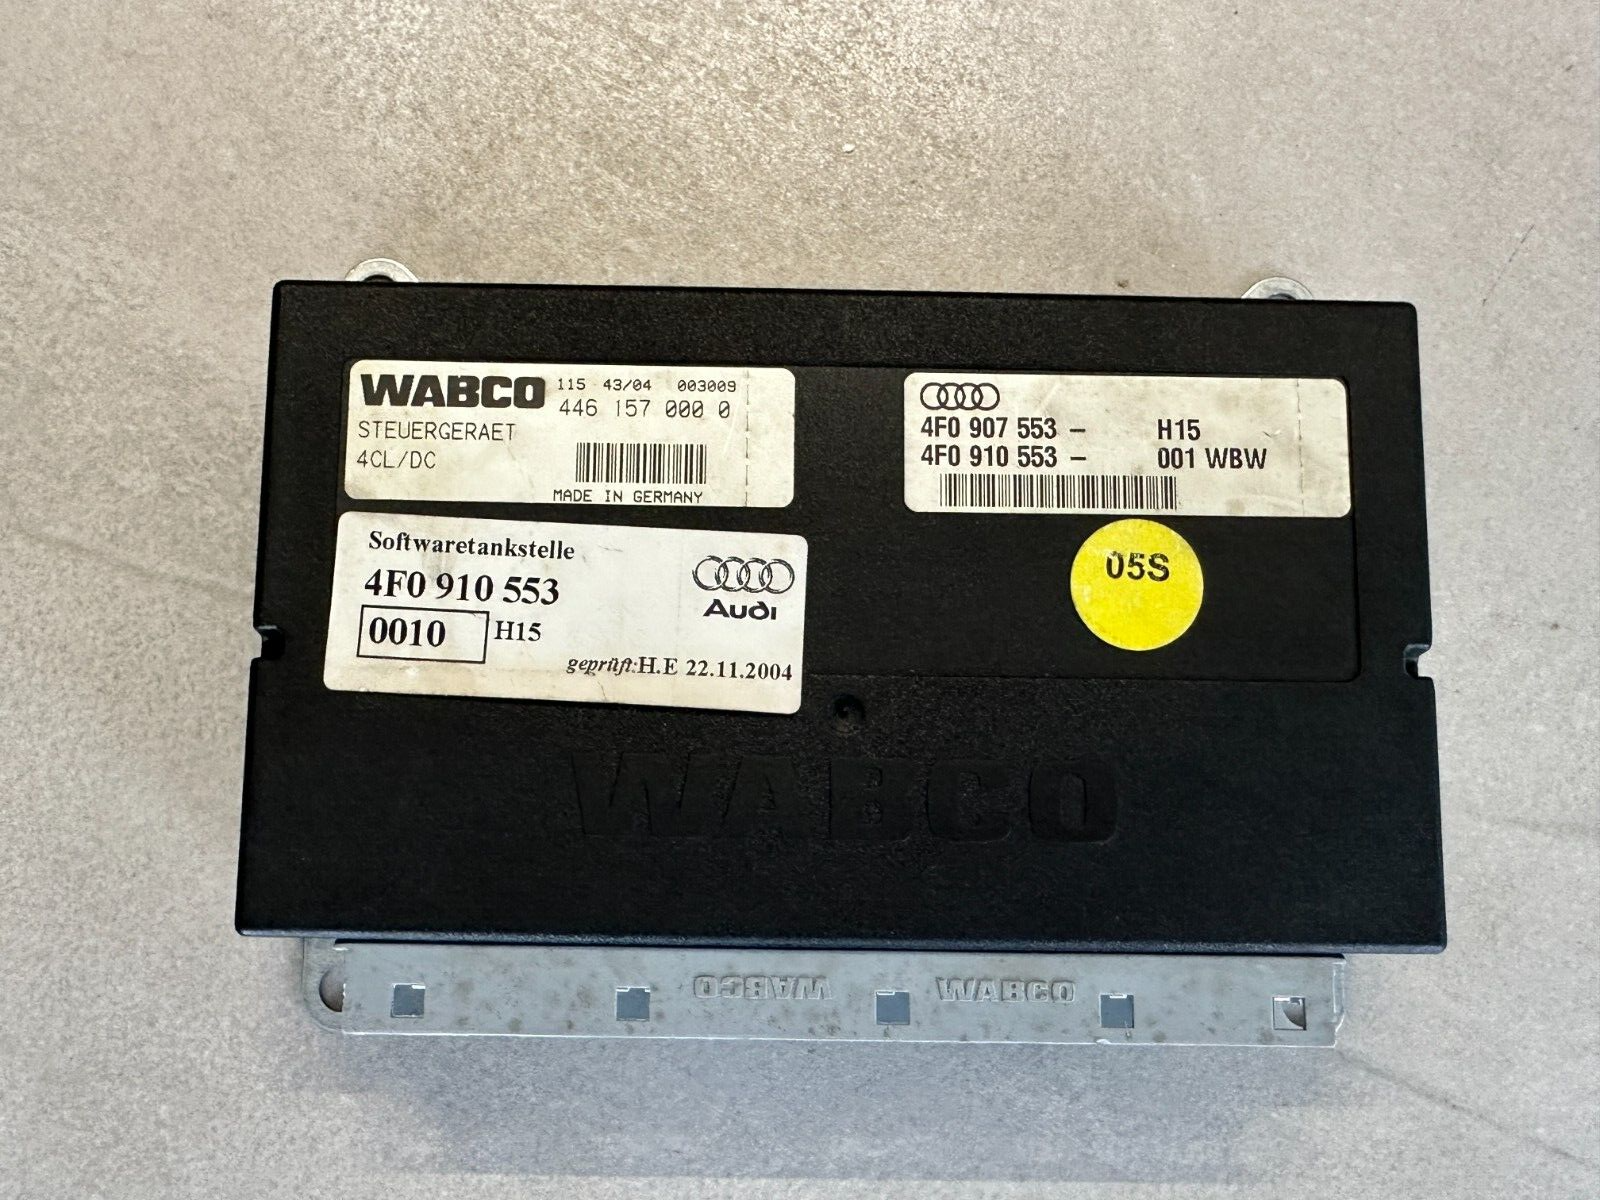 WABCO 115 43/04 003009
446 157 000 0
STEUERGERAET
4CL/DC
MADE IN GERMANY
4F0 907 553 - H15
4F0 910 553 - 001 WBW
Softwaretankstelle
4F0 910 553
Audi
0010 H15
geprüft:H.E 22.11.2004
05S
WABCO
WABCO WABCO